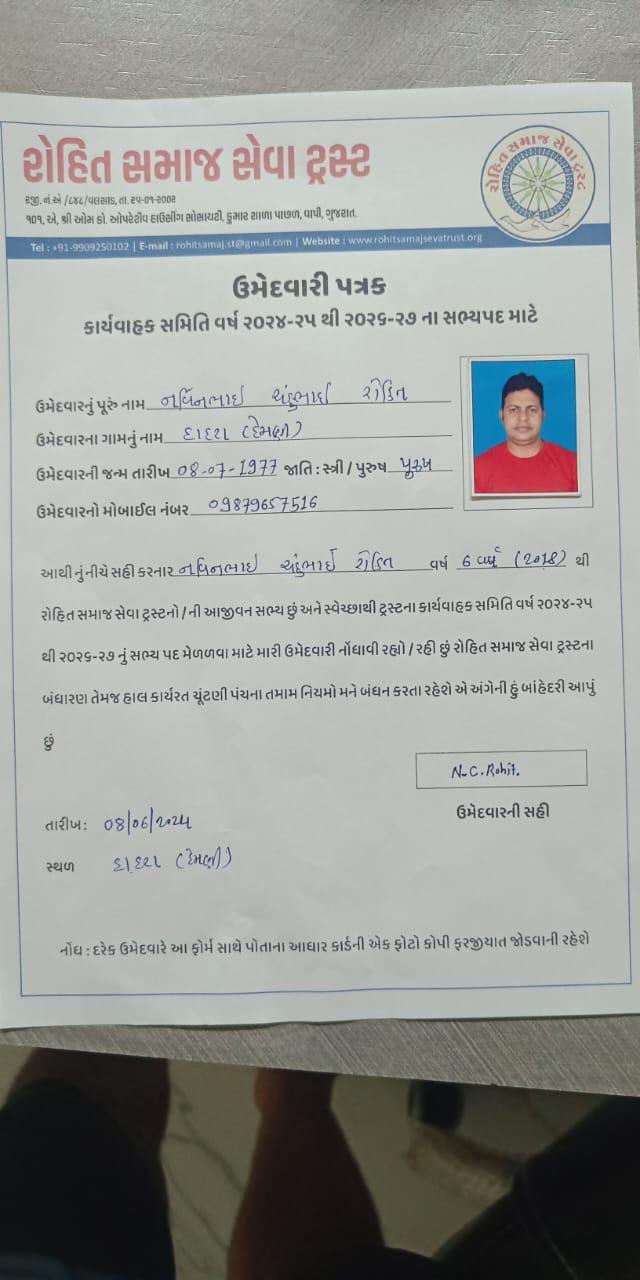 રોહિત સમાજ સેવા ટ્રસ્ટ
રોહિત સમાજ સેવા ટ્રસ્ટ
રજી. નં.એ /૮૪૮/વલસાડ, તા. ૨૫-૦૧-૨૦૦૨
૧૦૧, એ, શ્રી ઓમ કો. ઓપરેટીવ હાઉસીંગ સોસાયટી, કુમાર શાળા પાછળ, વાપી, ગુજરાત.
Tel : +91-9909250102 | E-mail : rohitsamaj.st@gmail.com | Website : www.rohitsamajsevatrust.org
ઉમેદવારી પત્રક
કાર્યવાહક સમિતિ વર્ષ ૨૦૨૪-૨૫ થી ૨૦૨૬-૨૭ ના સભ્યપદ માટે
ઉમેદવારનું પૂરું નામ નવિનભાઈ ચંદુભાઈ રોહિત
ઉમેદવારના ગામનું નામ દાદરા (દેમણી)
ઉમેદવારની જન્મ તારીખ 08-07-1977 જાતિ : સ્ત્રી / પુરુષ પુરુષ
ઉમેદવારનો મોબાઈલ નંબર 09879657516
આથી નુંનીચે સહી કરનાર નવિનભાઈ ચંદુભાઈ રોહિત વર્ષ 6 વર્ષ (2018) થી
રોહિત સમાજ સેવા ટ્રસ્ટનો / ની આજીવન સભ્ય છું અને સ્વેચ્છાથી ટ્રસ્ટના કાર્યવાહક સમિતિ વર્ષ ૨૦૨૪-૨૫
થી ૨૦૨૬-૨૭ નું સભ્ય પદ મેળળવા માટે મારી ઉમેદવારી નોંધાવી રહ્યો / રહી છું રોહિત સમાજ સેવા ટ્રસ્ટના
બંધારણ તેમજ હાલ કાર્યરત ચૂંટણી પંચના તમામ નિયમો મને બંધન કરતા રહેશે એ અંગેની હું બાંહેદરી આપું
છું
N.C. Rohit.
ઉમેદવારની સહી
તારીખ : 08/06/2024
સ્થળ દાદરા (દેમણી)
નોંધ : દરેક ઉમેદવારે આ ફોર્મ સાથે પોતાના આધાર કાર્ડની એક ફોટો કોપી ફરજીયાત જોડવાની રહેશે